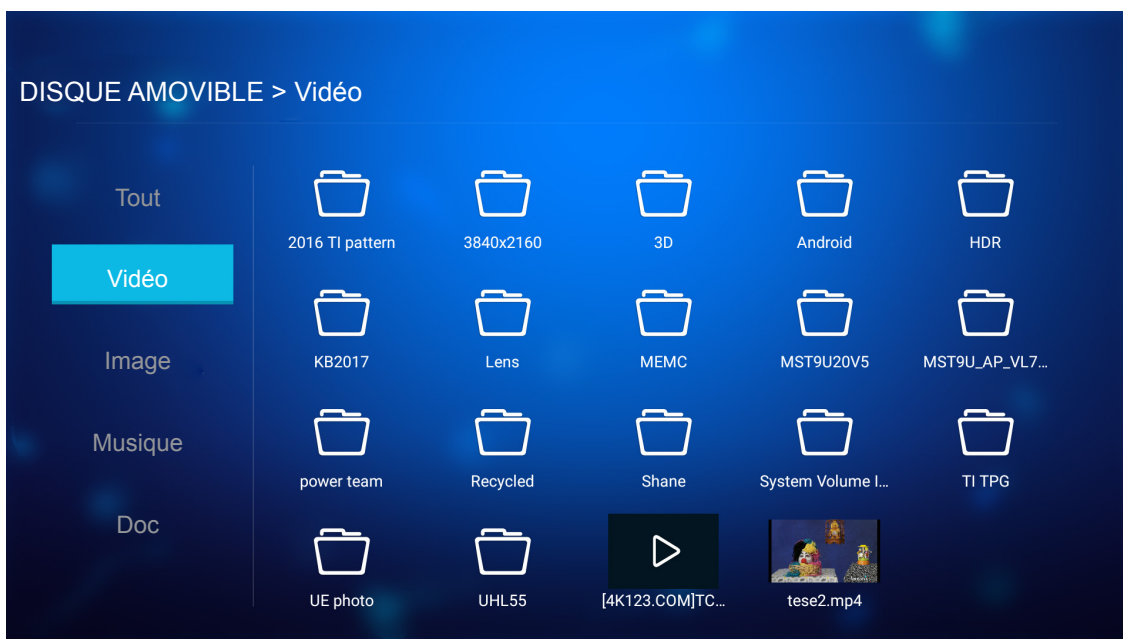 DISQUE AMOVIBLE > Vidéo
Tout
Vidéo
Image
Musique
Doc
2016 TI pattern
3840x2160
3D
Android
HDR
KB2017
Lens
MEMC
MST9U20V5
MST9U_AP_VL7...
power team
Recycled
Shane
System Volume I...
TI TPG
UE photo
UHL55
[4K123.COM]TC...
tese2.mp4